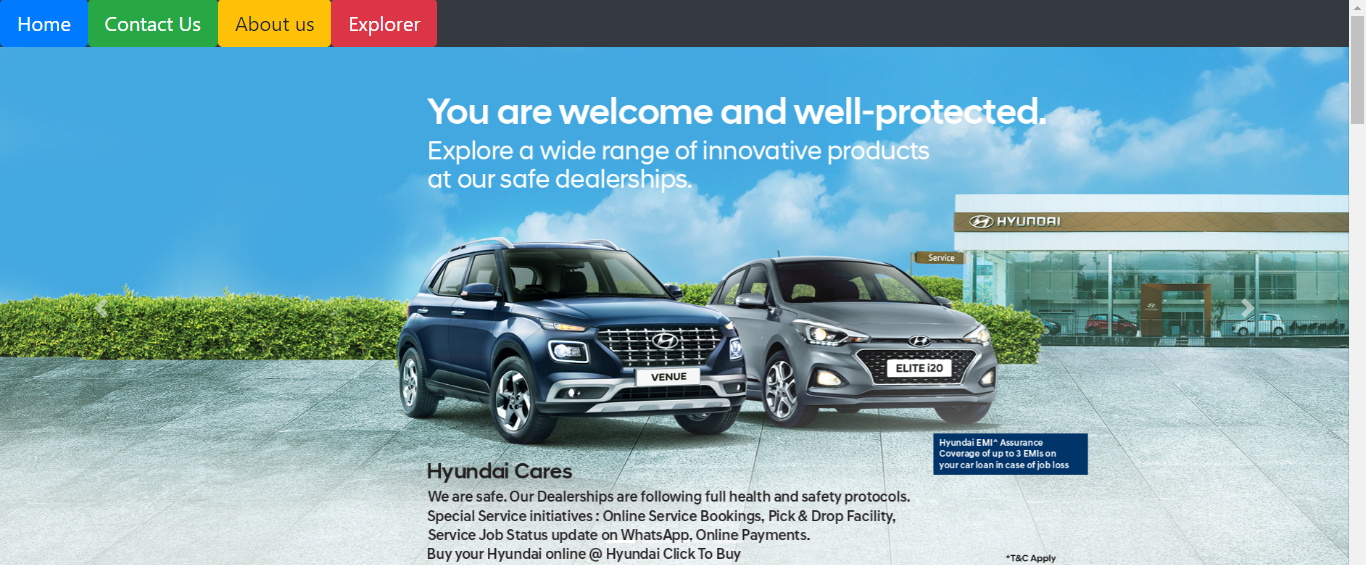 Home Contact Us About us Explorer
You are welcome and well-protected.
Explore a wide range of innovative products
at our safe dealerships.
HYUNDAI
Service
VENUE
ELITE i20
Hyundai EMI^ Assurance
Coverage of up to 3 EMIs on
your car loan in case of job loss
Hyundai Cares
We are safe. Our Dealerships are following full health and safety protocols.
Special Service initiatives : Online Service Bookings, Pick & Drop Facility,
Service Job Status update on WhatsApp, Online Payments.
Buy your Hyundai online @ Hyundai Click To Buy
*T&C Apply